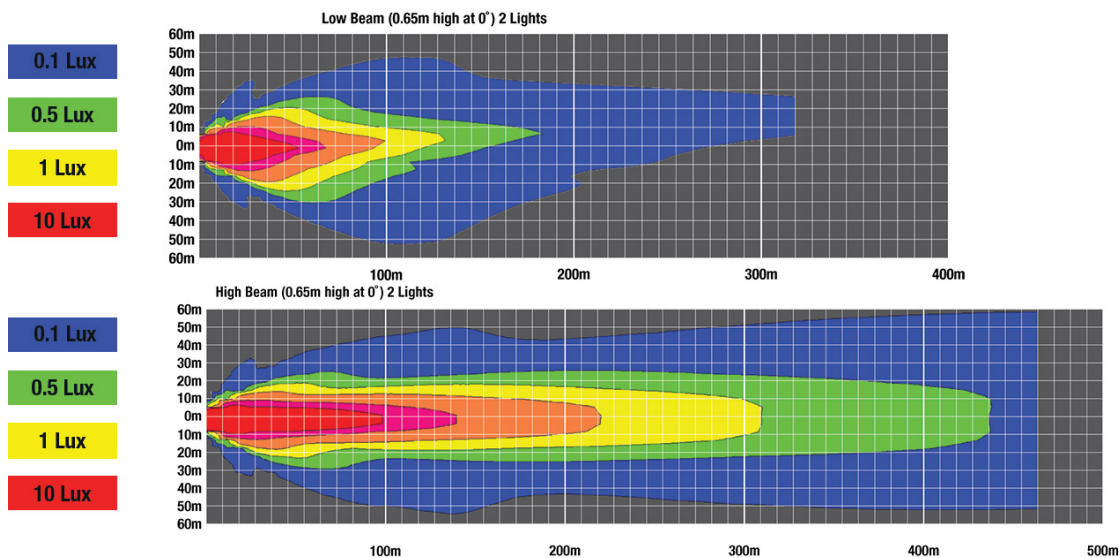 Low Beam (0.65m high at 0˚) 2 Lights
0.1 Lux
0.5 Lux
1 Lux
10 Lux
60m
50m
40m
30m
20m
10m
0m
10m
20m
30m
40m
50m
60m
100m
200m
300m
400m
High Beam (0.65m high at 0˚) 2 Lights
0.1 Lux
0.5 Lux
1 Lux
10 Lux
60m
50m
40m
30m
20m
10m
0m
10m
20m
30m
40m
50m
60m
100m
200m
300m
400m
500m